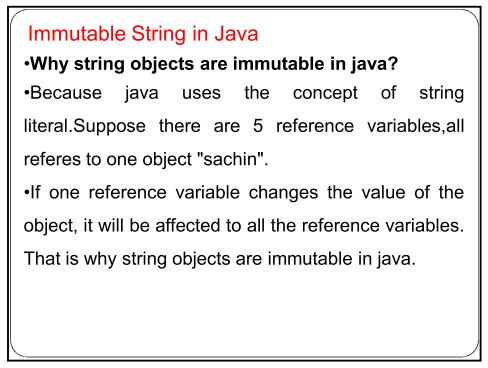 Immutable String in Java
•Why string objects are immutable in java?
•Because java uses the concept of string
literal.Suppose there are 5 reference variables,all
referes to one object "sachin".
•If one reference variable changes the value of the
object, it will be affected to all the reference variables.
That is why string objects are immutable in java.